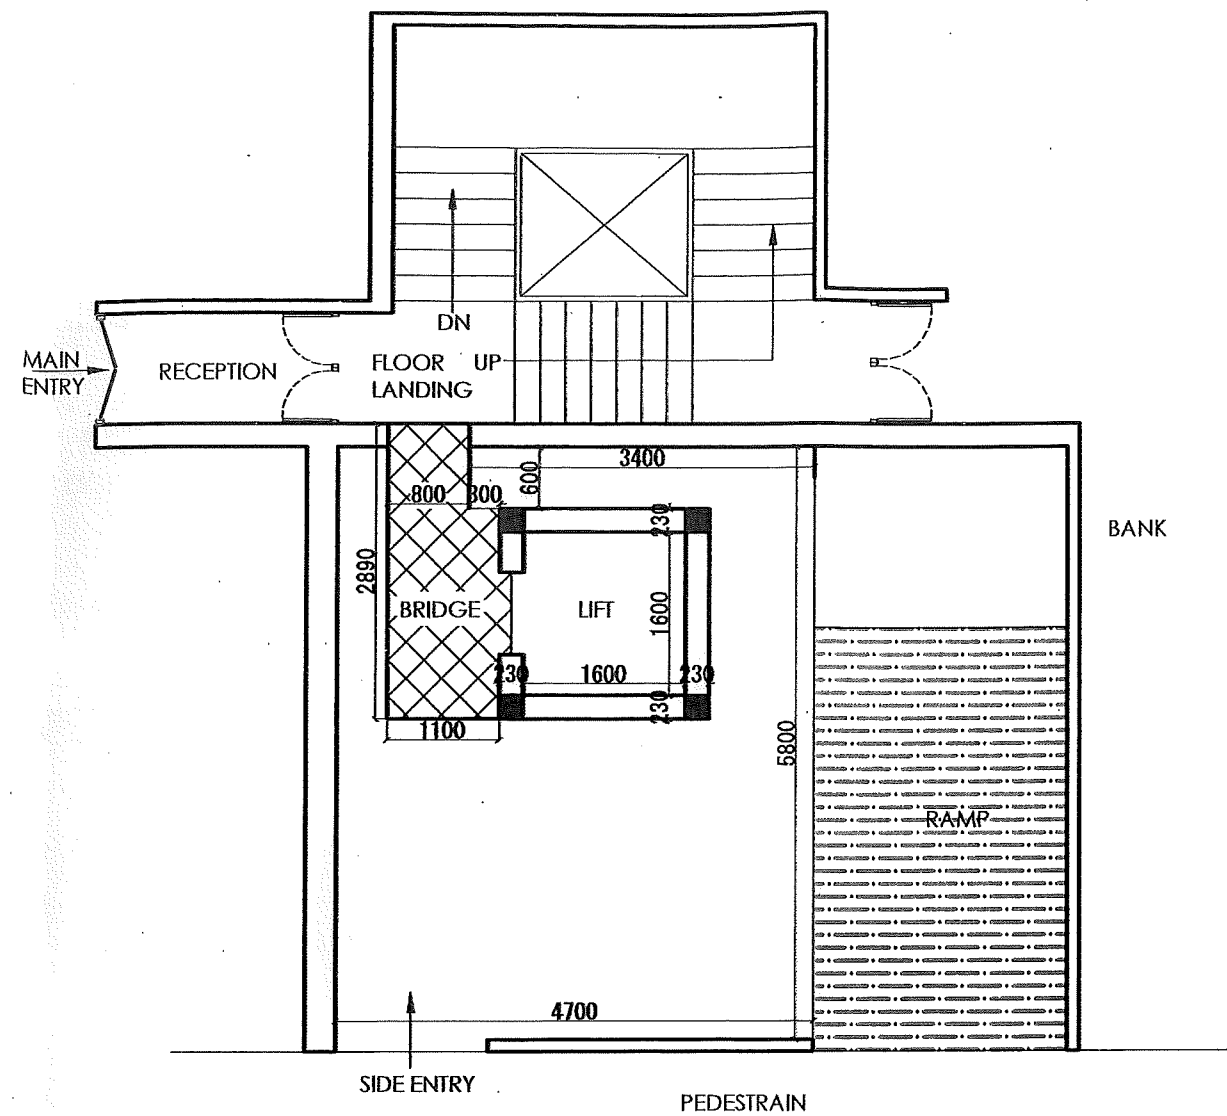 DN
MAIN
ENTRY
RECEPTION
FLOOR UP
LANDING
3400
600
800 300
230
BANK
2890
BRIDGE
LIFT
1600
230 1600 230
230
1100
5800
RAMP
4700
SIDE ENTRY
PEDESTRAIN